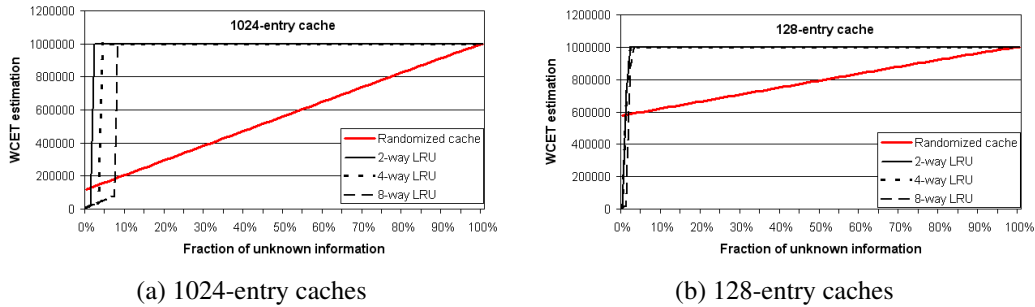 1024-entry cache
WCET estimation
1200000
1000000
800000
600000
400000
200000
0
0% 10% 20% 30% 40% 50% 60% 70% 80% 90% 100%
Fraction of unknown information
Randomized cache
2-way LRU
4-way LRU
8-way LRU
(a) 1024-entry caches
128-entry cache
WCET estimation
1200000
1000000
800000
600000
400000
200000
0
0% 10% 20% 30% 40% 50% 60% 70% 80% 90% 100%
Fraction of unknown information
Randomized cache
2-way LRU
4-way LRU
8-way LRU
(b) 128-entry caches